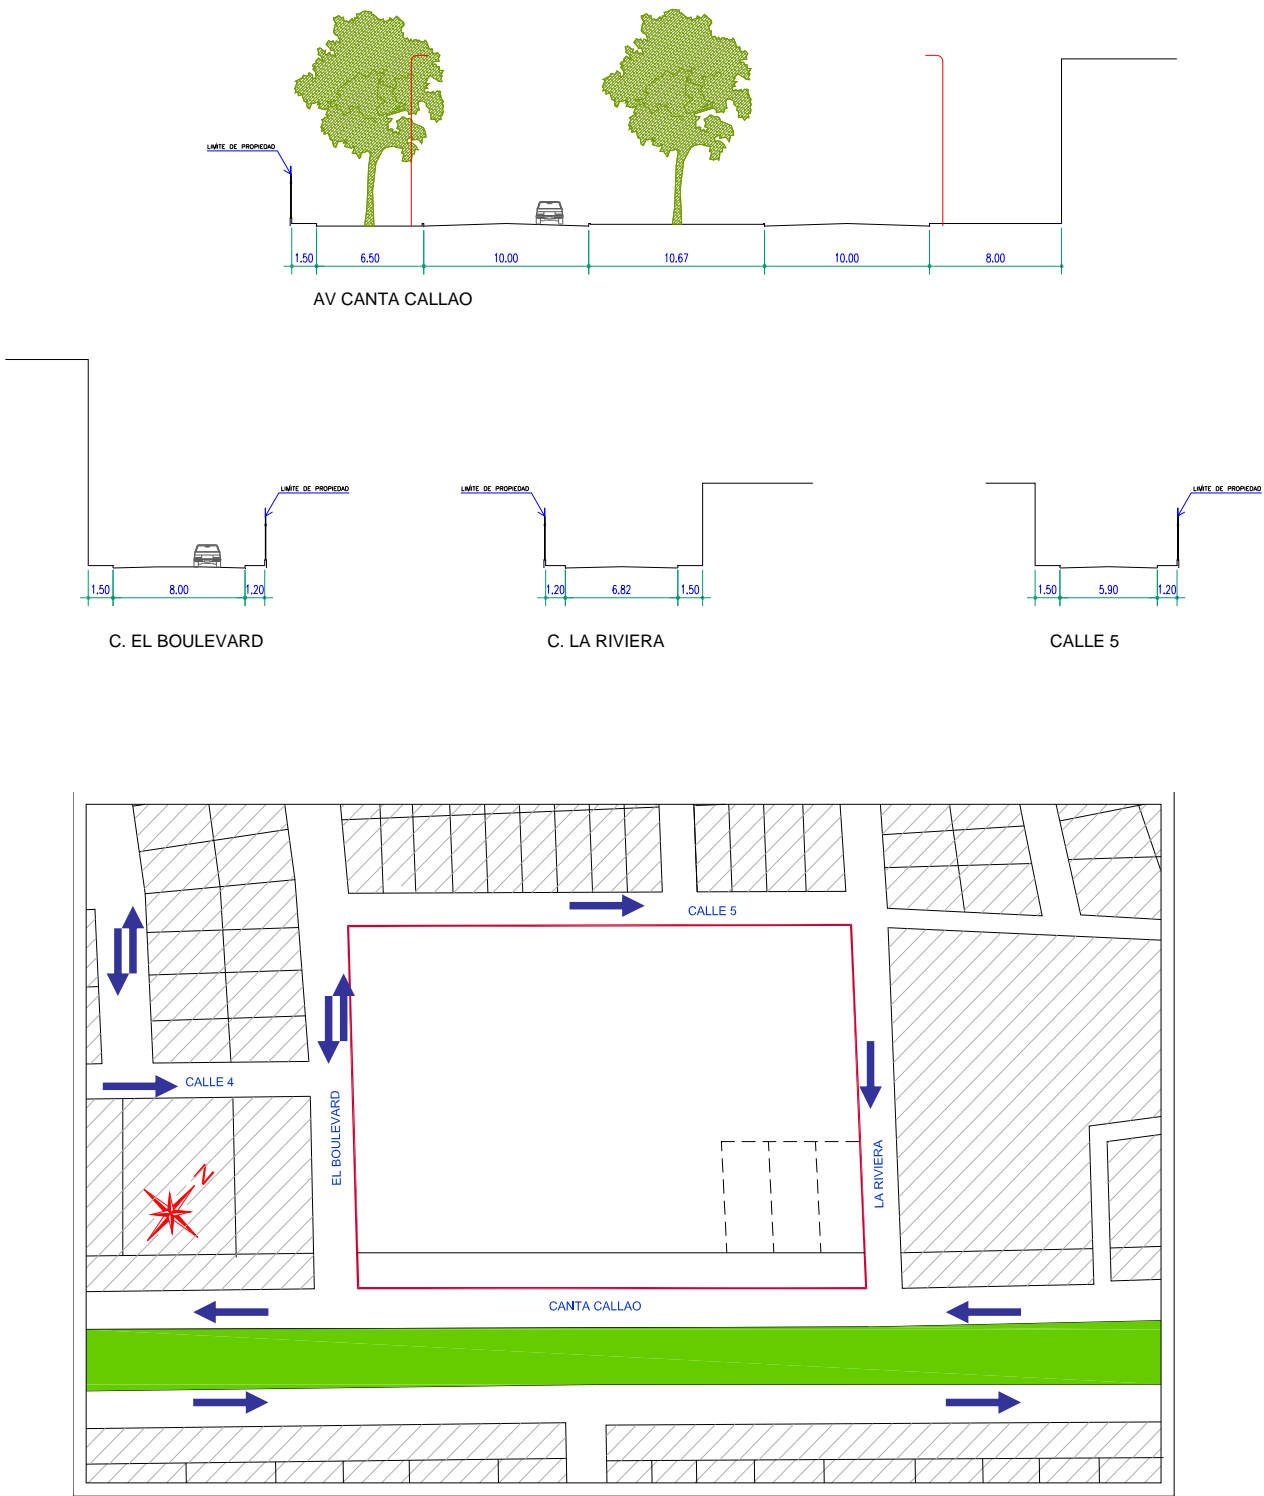 LIMITE DE PROPIEDAD
1.50 6.50 10.00 10.67 10.00 8.00
AV CANTA CALLAO
LIMITE DE PROPIEDAD
1.50 8.00 1.20
C. EL BOULEVARD
LIMITE DE PROPIEDAD
1.20 6.82 1.50
C. LA RIVIERA
LIMITE DE PROPIEDAD
1.50 5.90 1.20
CALLE 5
CALLE 5
CALLE 4
EL BOULEVARD
LA RIVIERA
N
CANTA CALLAO